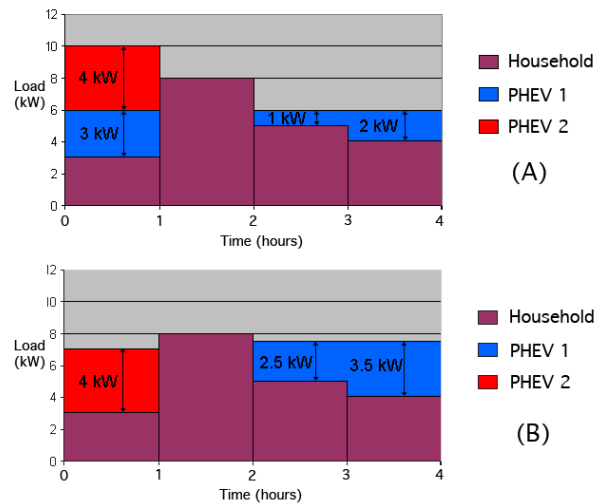 12
10
Load
(kW)
8
6
4
2
0
4 kW
3 kW
1 kW
2 kW
0
1
2
3
4
Time (hours)
Household
PHEV 1
PHEV 2
(A)
12
10
Load
(kW)
8
6
4
2
0
4 kW
2.5 kW
3.5 kW
0
1
2
3
4
Time (hours)
Household
PHEV 1
PHEV 2
(B)